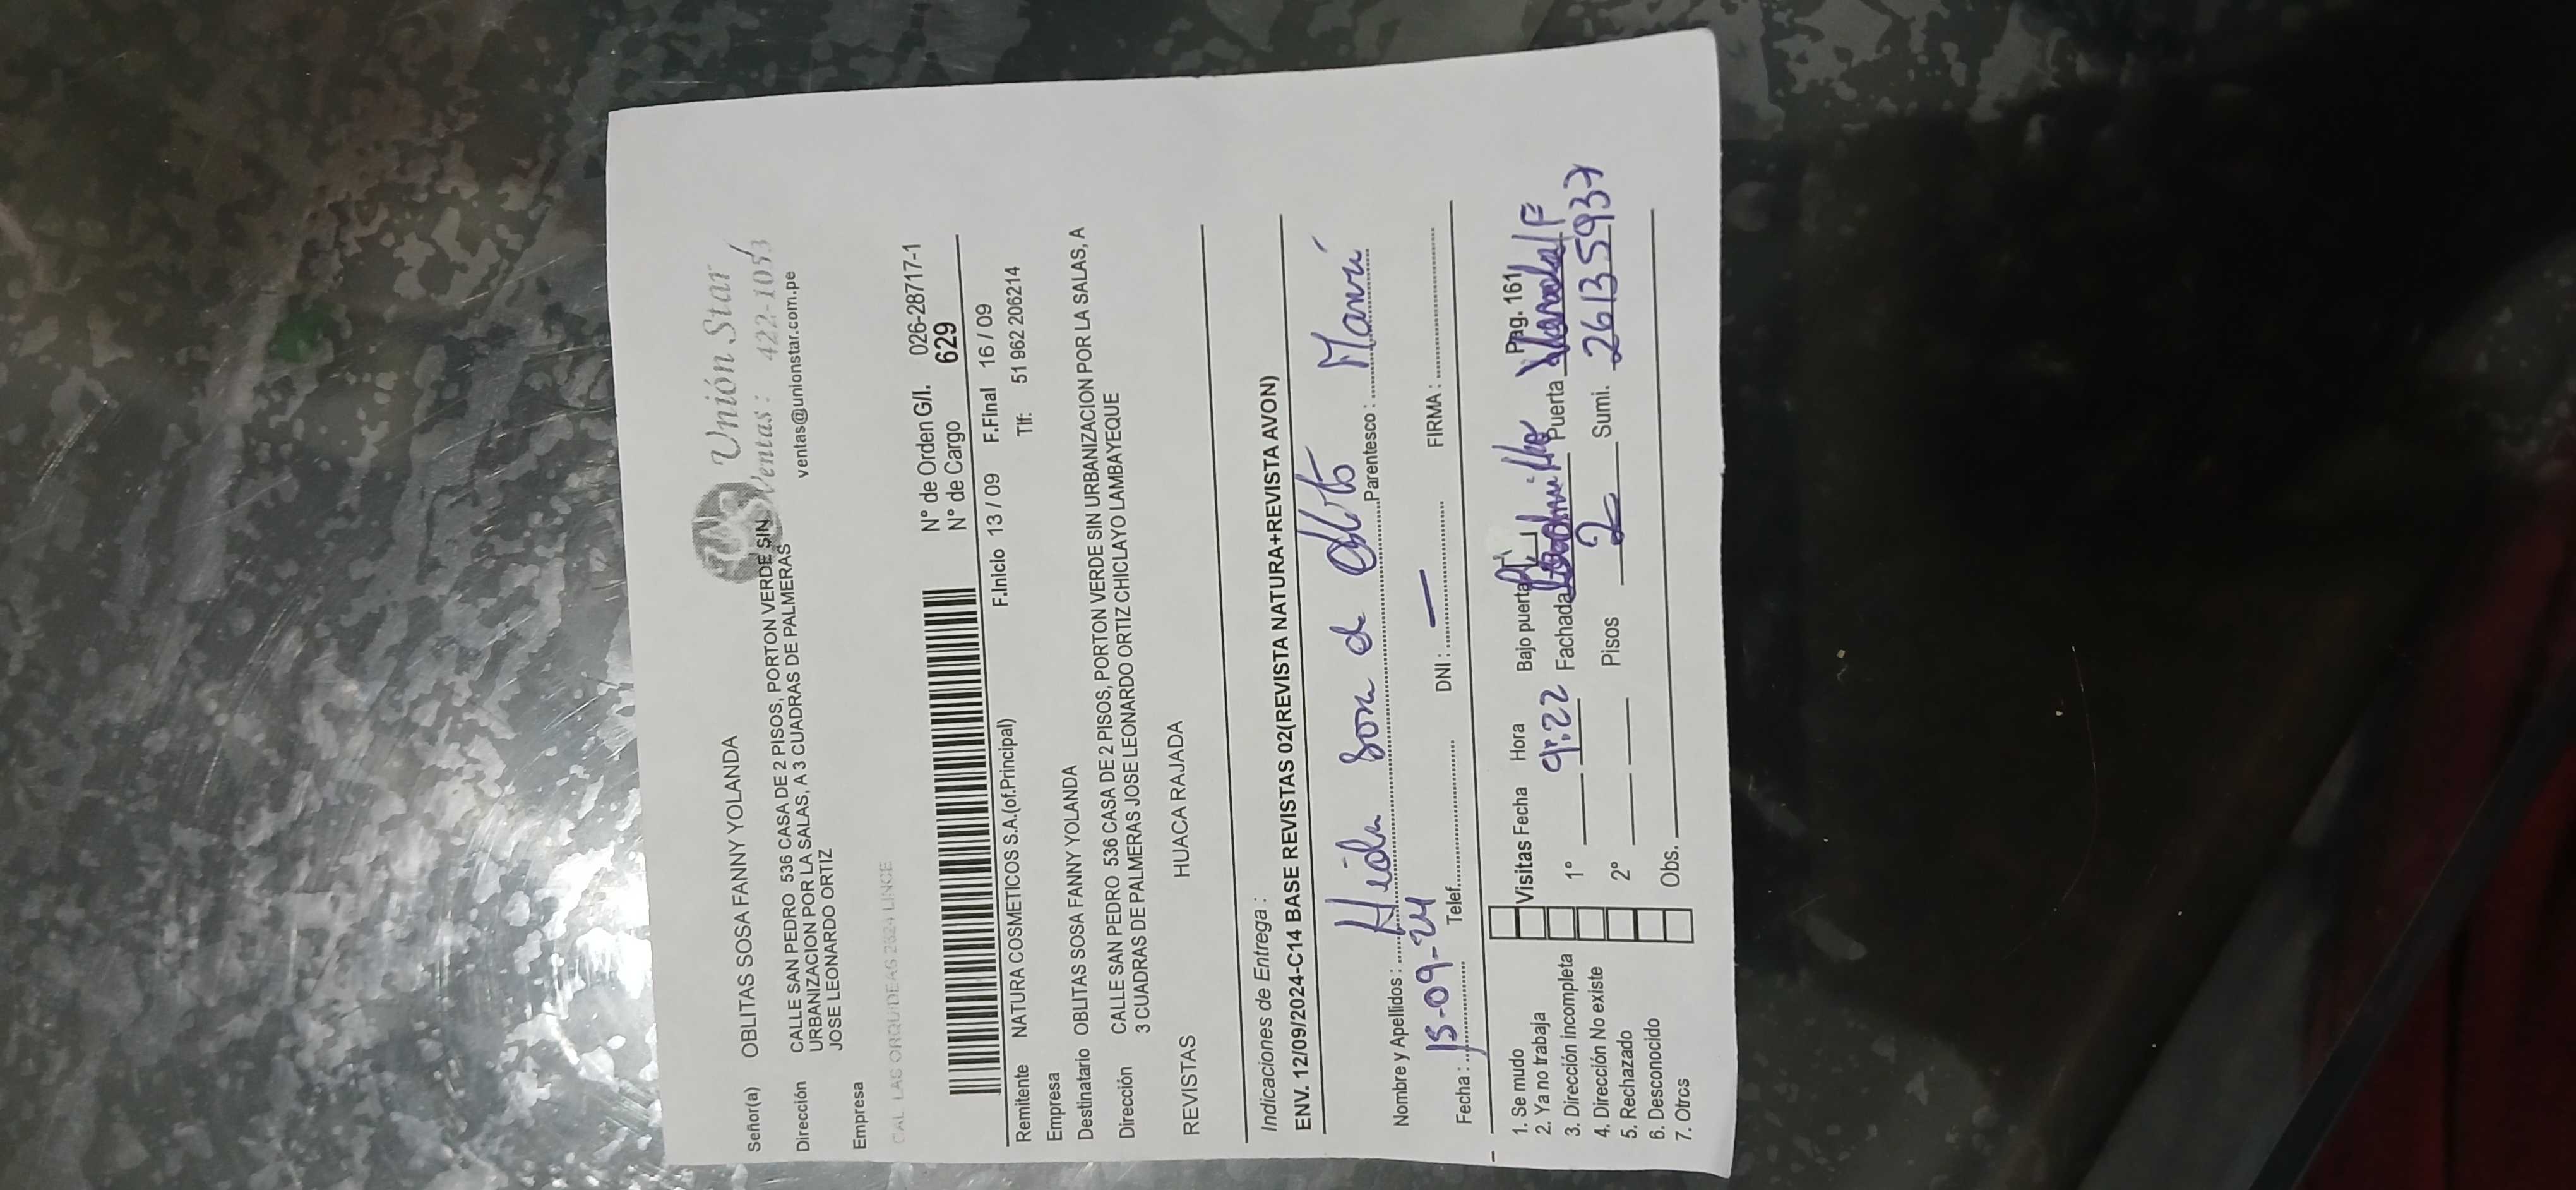 Unión Star
Ventas: 422-1053
ventas@unionstar.com.pe
Señor(a) OBLITAS SOSA FANNY YOLANDA
Dirección CALLE SAN PEDRO 536 CASA DE 2 PISOS, PORTON VERDE SIN
URBANIZACION POR LA SALAS, A 3 CUADRAS DE PALMERAS
JOSE LEONARDO ORTIZ
Empresa
CAL LAS ORQUIDEAS 2324 LINCE
N° de Orden G/I. 026-28717-1
N° de Cargo 629
F.Inicio 13 / 09 F.Final 16 / 09
Remitente NATURA COSMETICOS S.A.(of.Principal)
Tlf: 51 962 206214
Empresa
Destinatario OBLITAS SOSA FANNY YOLANDA
Dirección CALLE SAN PEDRO 536 CASA DE 2 PISOS, PORTON VERDE SIN URBANIZACION POR LA SALAS, A
3 CUADRAS DE PALMERAS JOSE LEONARDO ORTIZ CHICLAYO LAMBAYEQUE
REVISTAS HUACA RAJADA
Indicaciones de Entrega :
ENV. 12/09/2024-C14 BASE REVISTAS 02(REVISTA NATURA+REVISTA AVON)
Nombre y Apellidos : Parentesco :
Fecha : 15-09-24 Telef. DNI : — FIRMA :
1. Se mudo
2. Ya no trabaja
3. Dirección incompleta
4. Dirección No existe
5. Rechazado
6. Desconocido
7. Otros
Visitas Fecha Hora Bajo puerta Pag. 161
1° 9:22 Fachada Puerta
2° Pisos 2 Sumi. 26135937
Obs.